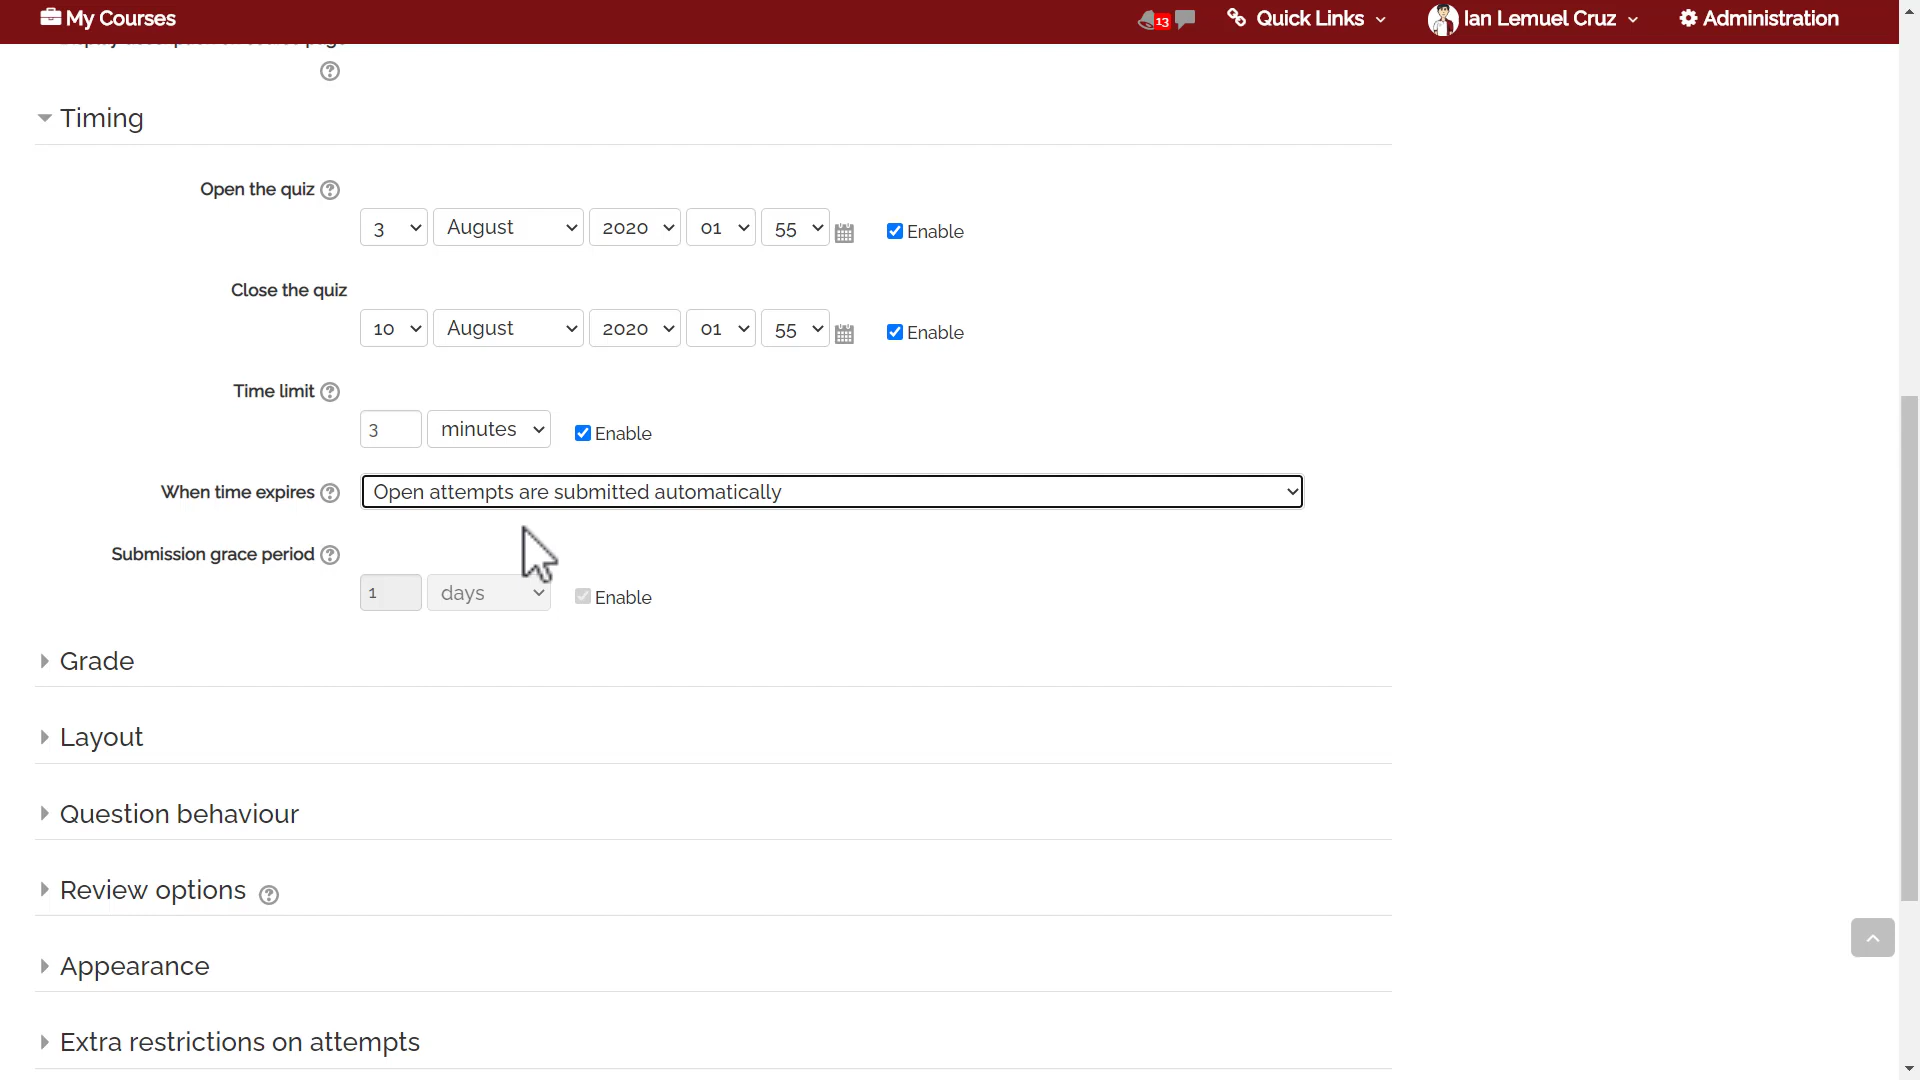 My Courses
13
Quick Links
Ian Lemuel Cruz
Administration
Timing
Open the quiz
3 August 2020 01 55 Enable
Close the quiz
10 August 2020 01 55 Enable
Time limit
3 minutes Enable
When time expires Open attempts are submitted automatically
Submission grace period
1 days Enable
Grade
Layout
Question behaviour
Review options
Appearance
Extra restrictions on attempts